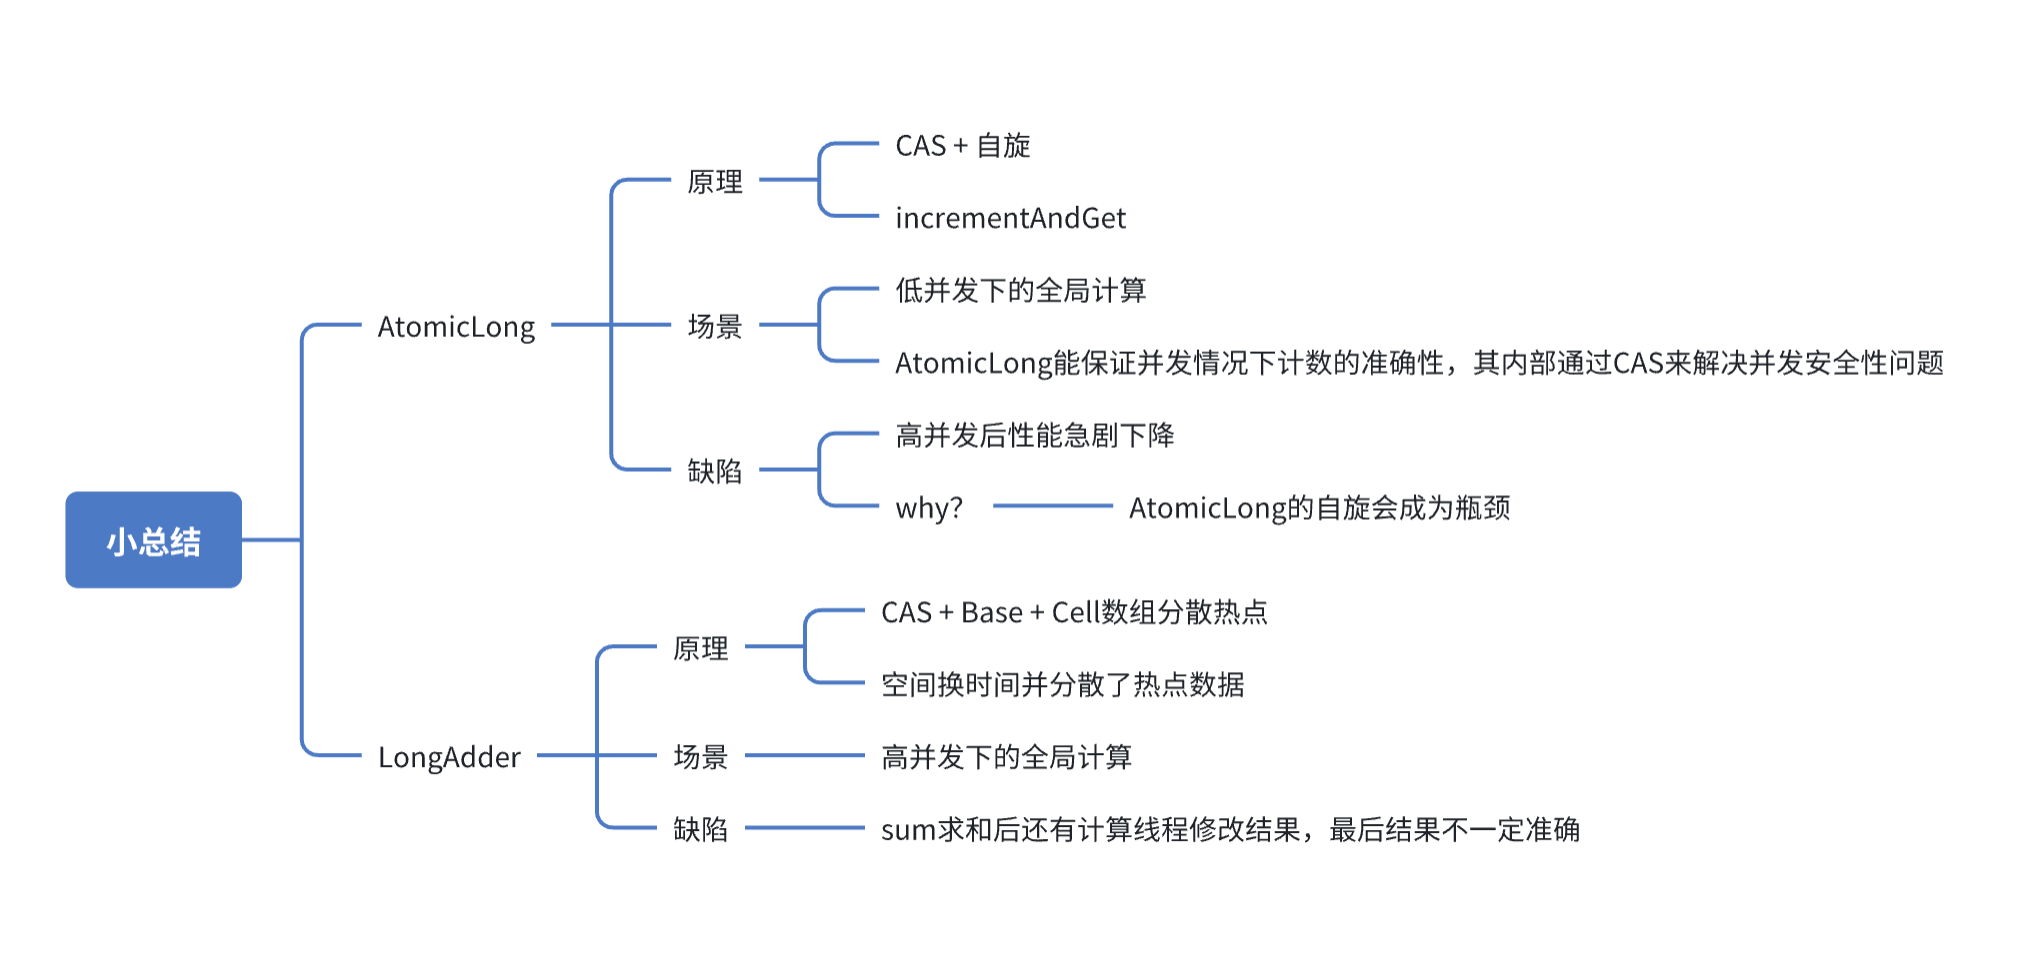 小总结
AtomicLong
原理
CAS + 自旋
incrementAndGet
场景
低并发下的全局计算
AtomicLong能保证并发情况下计数的准确性，其内部通过CAS来解决并发安全性问题
缺陷
高并发后性能急剧下降
why？
AtomicLong的自旋会成为瓶颈
LongAdder
原理
CAS + Base + Cell数组分散热点
空间换时间并分散了热点数据
场景
高并发下的全局计算
缺陷
sum求和后还有计算线程修改结果，最后结果不一定准确